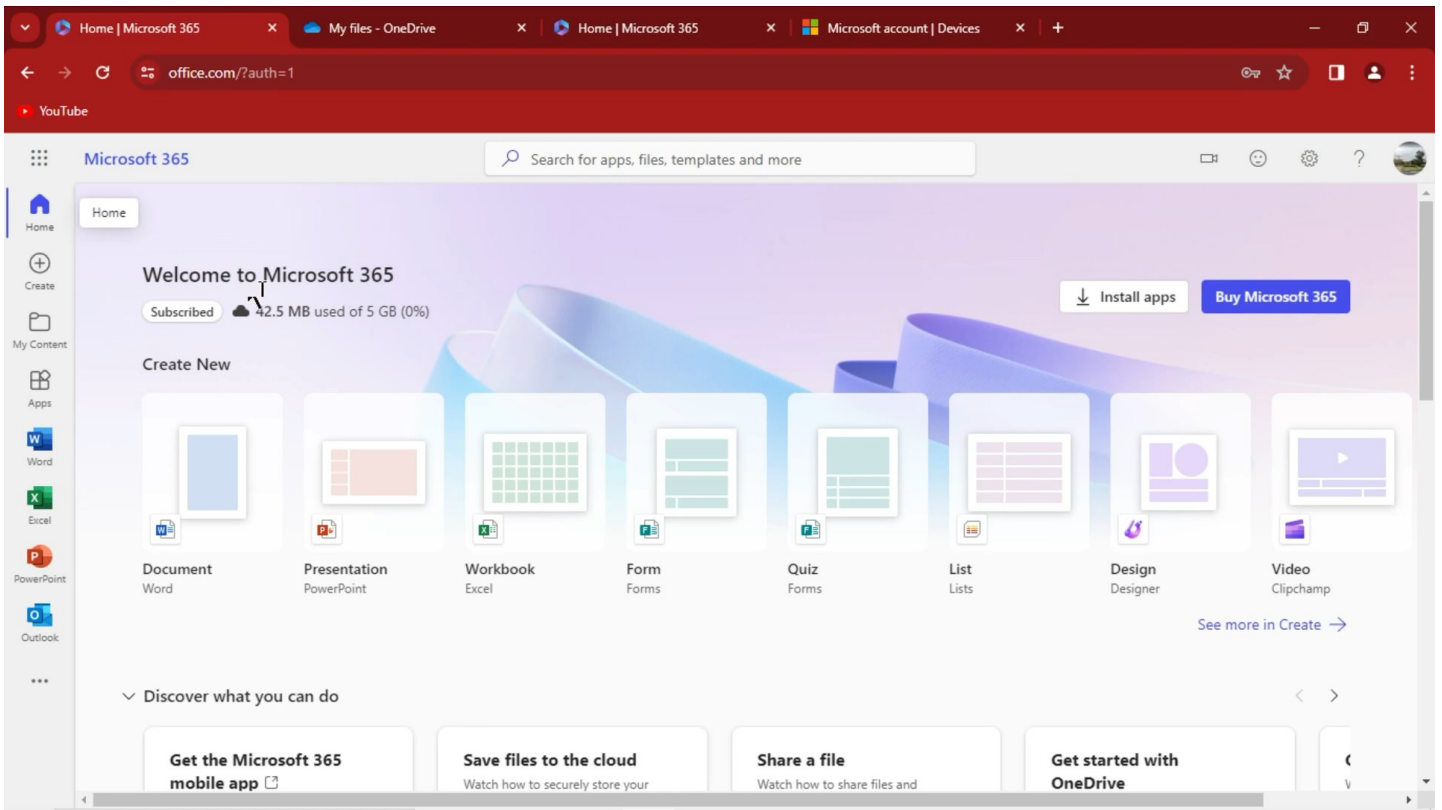 Home | Microsoft 365
My files - OneDrive
Home | Microsoft 365
Microsoft account | Devices
office.com/?auth=1
YouTube
Microsoft 365
Search for apps, files, templates and more
Home
Home
Create
My Content
Apps
Word
Excel
PowerPoint
Outlook
Welcome to Microsoft 365
Subscribed 42.5 MB used of 5 GB (0%)
Install apps
Buy Microsoft 365
Create New
Document
Word
Presentation
PowerPoint
Workbook
Excel
Form
Forms
Quiz
Forms
List
Lists
Design
Designer
Video
Clipchamp
See more in Create
Discover what you can do
Get the Microsoft 365
mobile app
Save files to the cloud
Watch how to securely store your
Share a file
Watch how to share files and
Get started with
OneDrive